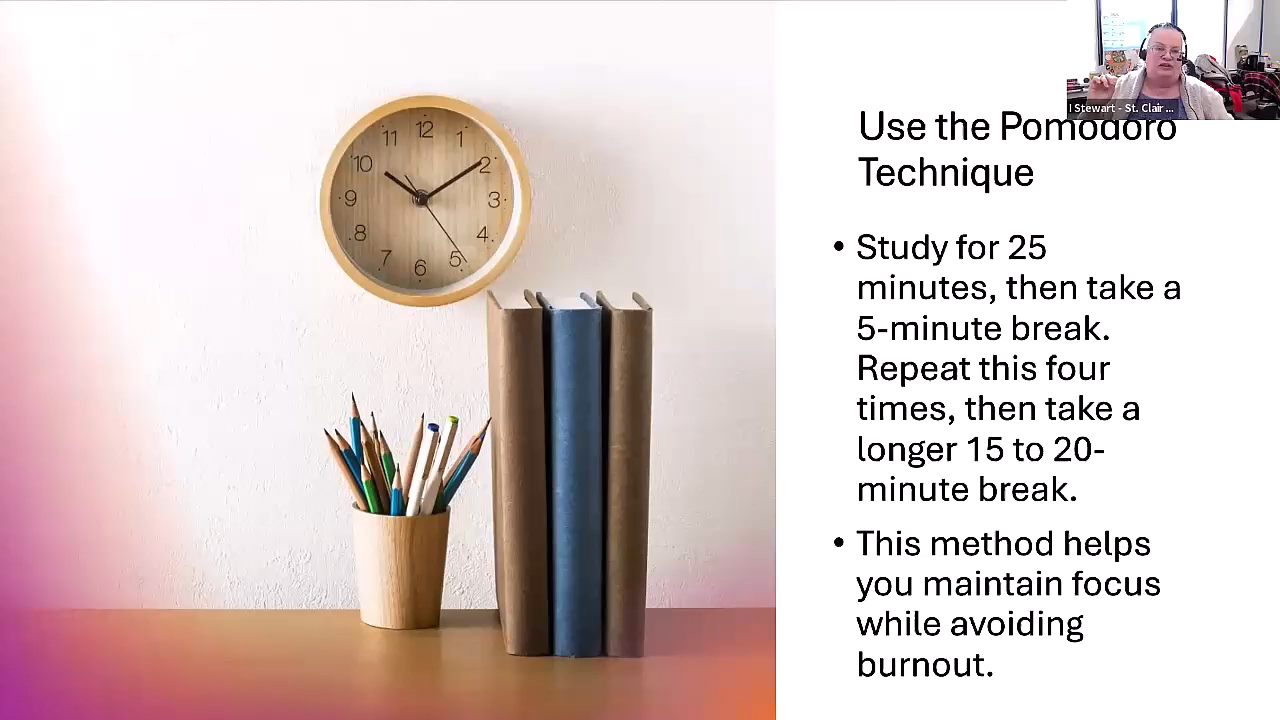 I Stewart - St. Clair ...
Use the Pomodoro
Technique
• Study for 25
minutes, then take a
5-minute break.
Repeat this four
times, then take a
longer 15 to 20-
minute break.
• This method helps
you maintain focus
while avoiding
burnout.
12
11
1
10
2
9
3
8
4
7
5
6